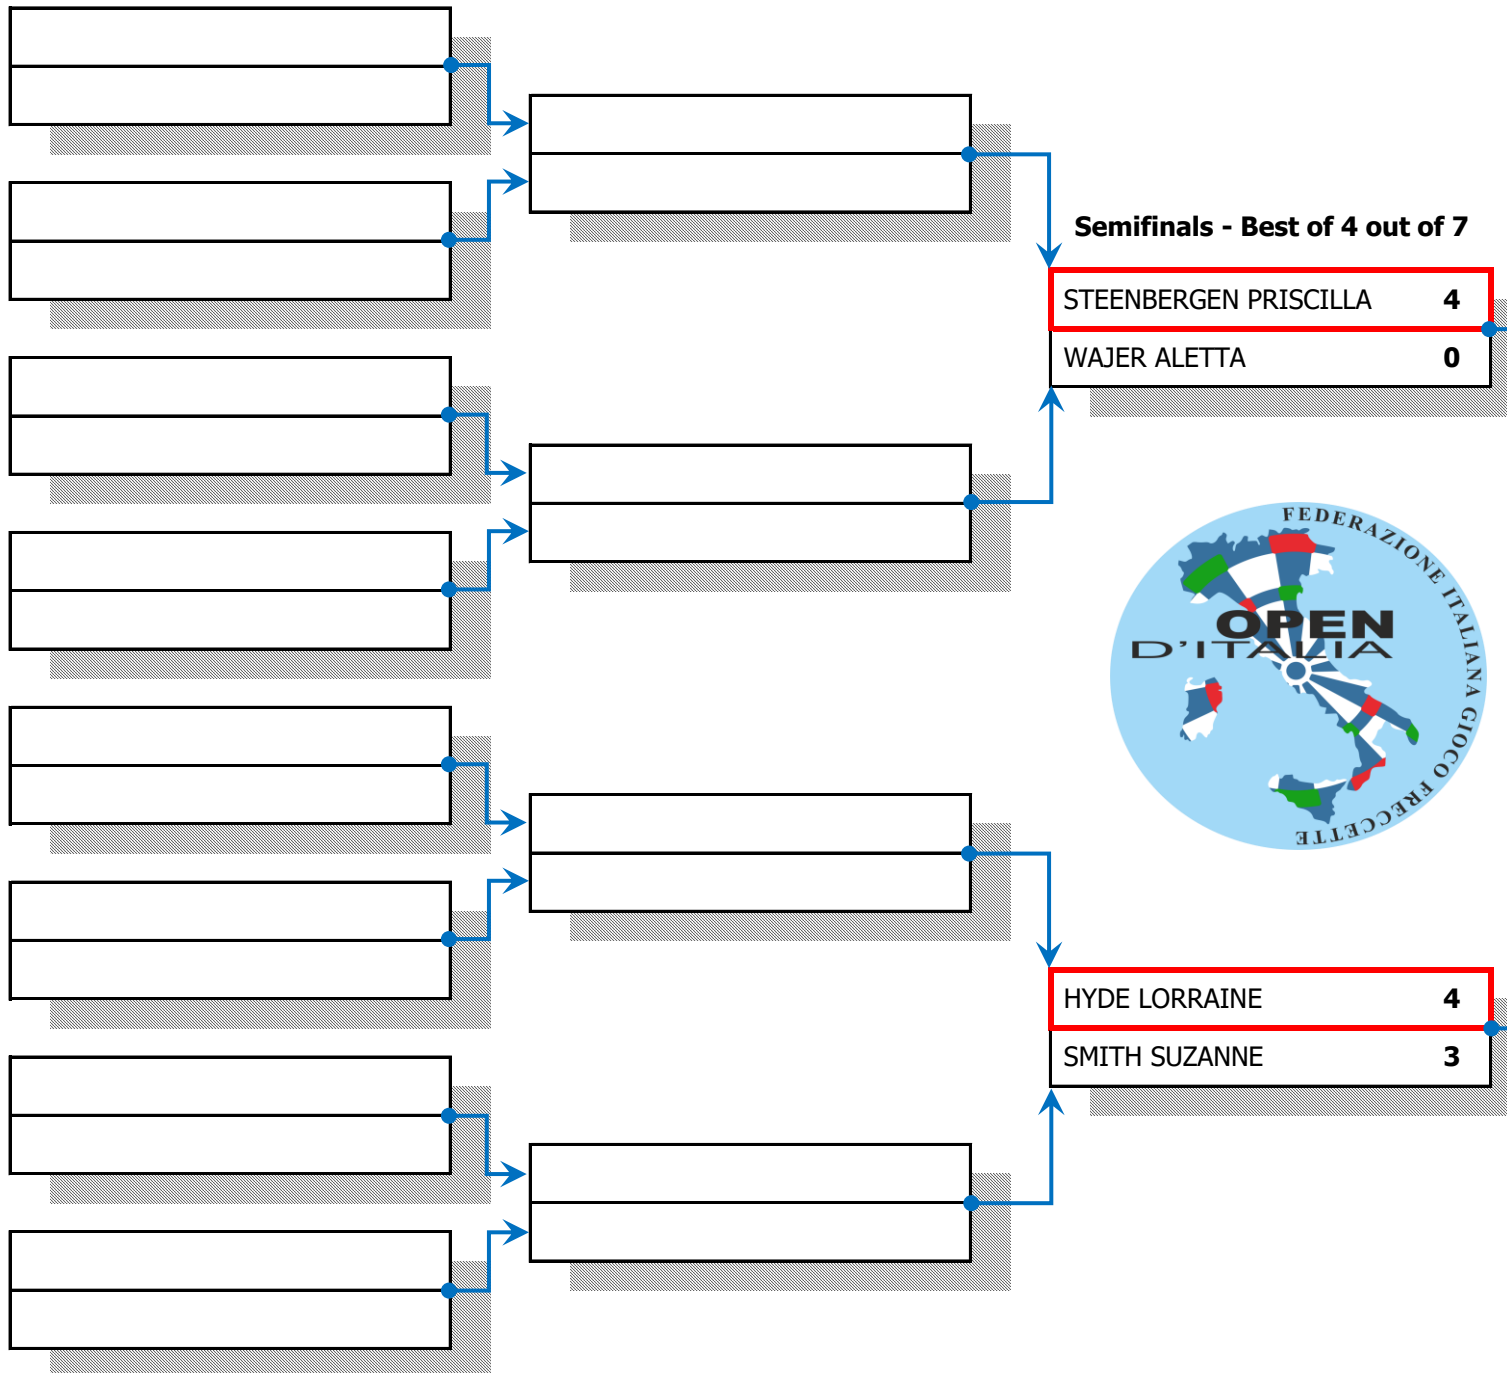 Semifinals - Best of 4 out of 7
STEENBERGEN PRISCILLA 4
WAJER ALETTA 0
FEDERAZIONE ITALIANA GIOCO FRECCETTE
OPEN
D'ITALIA
HYDE LORRAINE 4
SMITH SUZANNE 3